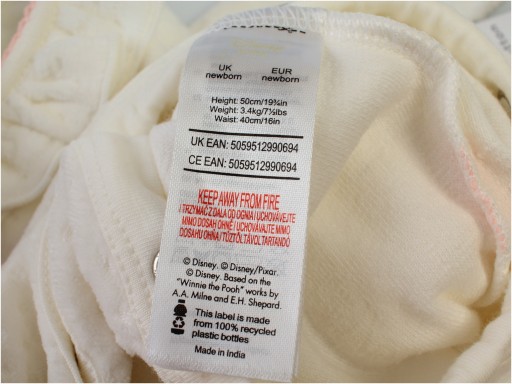 UK EUR
newborn newborn
Height: 50cm/19¾in
Weight: 3.4kg/7½lbs
Waist: 40cm/16in
UK EAN: 5059512990694
CE EAN: 5059512990694
KEEP AWAY FROM FIRE
/ TRZYMAĆ Z DALA OD OGNIA / UCHOVÁVEJTE
MIMO DOSAH OHNĚ / UCHOVÁVAJTE MIMO
DOSAHU OHŇA / TŰZTŐL TÁVOL TARTANDÓ
© Disney. © Disney/Pixar.
© Disney. Based on the
"Winnie the Pooh" works by
A.A. Milne and E.H. Shepard.
This label is made
from 100% recycled
plastic bottles
Made in India